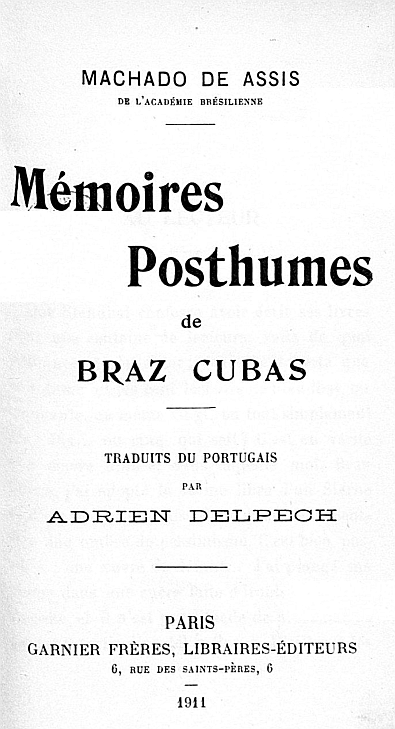 MACHADO DE ASSIS
DE L'ACADÉMIE BRÉSILIENNE
Mémoires
Posthumes
de
BRAZ CUBAS
TRADUITS DU PORTUGAIS
PAR
ADRIEN DELPECH
PARIS
GARNIER FRÈRES, LIBRAIRES-ÉDITEURS
6, RUE DES SAINTS-PÈRES, 6
1911